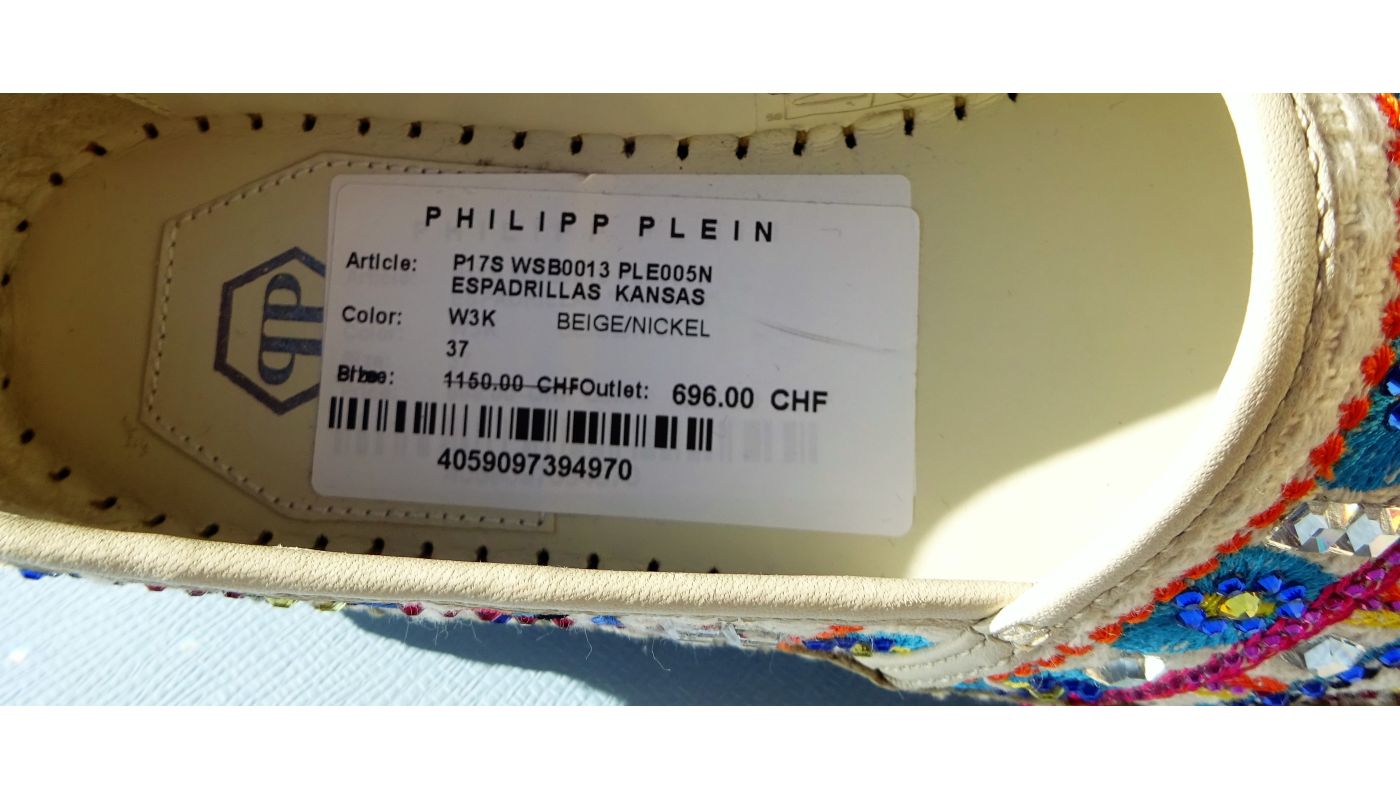 PHILIPP PLEIN
Article: P17S WSB0013 PLE005N
ESPADRILLAS KANSAS
Color: W3K BEIGE/NICKEL
37
1150.00 CHF Outlet: 696.00 CHF
4059097394970